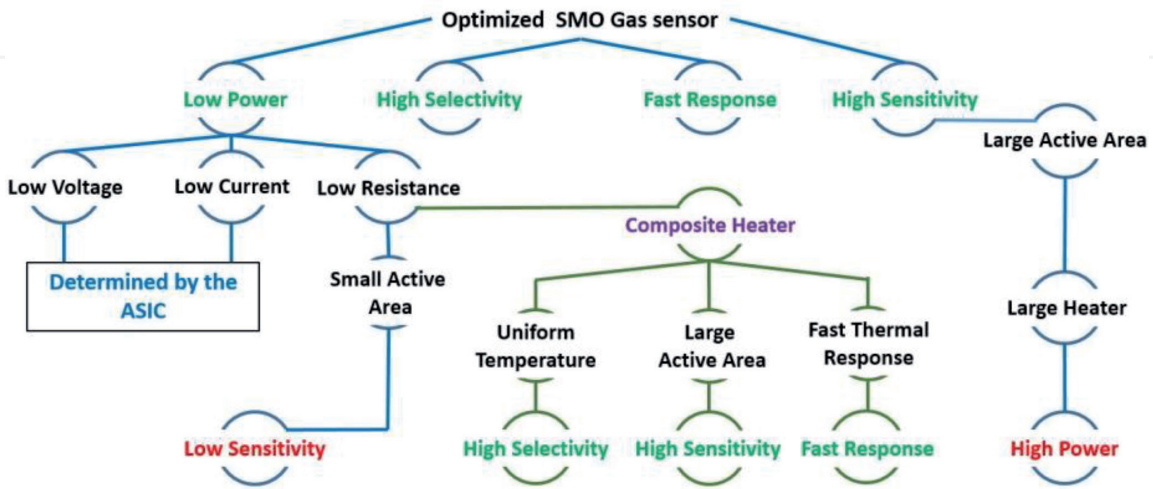 Optimized SMO Gas sensor
Low Power
High Selectivity
Fast Response
High Sensitivity
Large Active Area
Low Voltage
Low Current
Low Resistance
Composite Heater
Determined by the
ASIC
Small Active
Area
Large Heater
Uniform
Temperature
Large
Active Area
Fast Thermal
Response
Low Sensitivity
High Selectivity
High Sensitivity
Fast Response
High Power